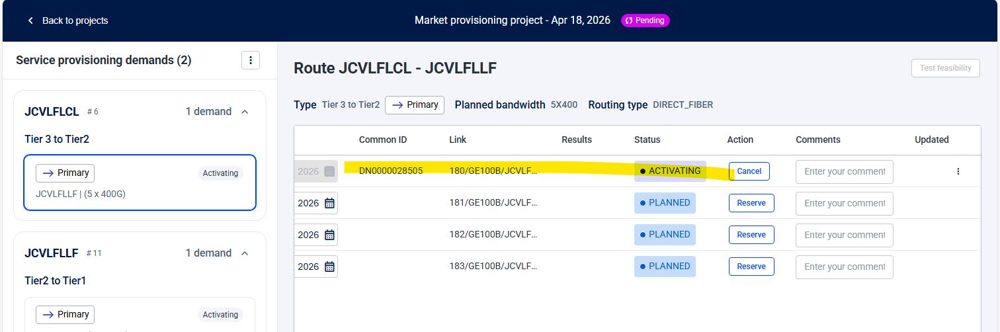 Back to projects
Market provisioning project - Apr 18, 2026
Pending
Service provisioning demands (2)
JCVLFLCL # 6 1 demand
Tier 3 to Tier2
Primary Activating
JCVLFLLF | (5 x 400G)
JCVLFLLF # 11 1 demand
Tier2 to Tier1
Primary Activating
Route JCVLFLCL - JCVLFLLF
Test feasibility
Type Tier 3 to Tier2 Primary Planned bandwidth 5X400 Routing type DIRECT_FIBER
Common ID Link Results Status Action Comments Updated
2026 DN0000028505 180/GE100B/JCVLF... ACTIVATING Cancel Enter your comment
2026 181/GE100B/JCVLF... PLANNED Reserve Enter your comment
2026 182/GE100B/JCVLF... PLANNED Reserve Enter your comment
2026 183/GE100B/JCVLF... PLANNED Reserve Enter your comment